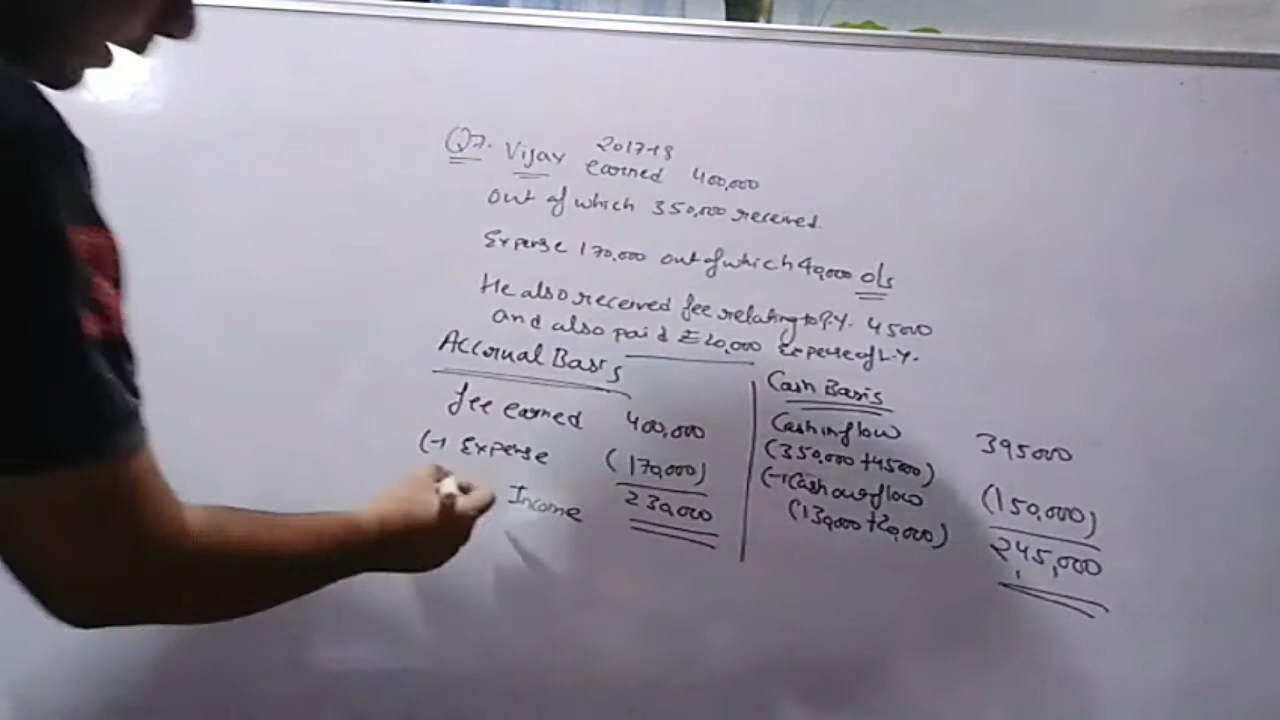 Q7. Vijay earned 400,000
2017-18
out of which 350,000 received.
Expense 170,000 out of which 40,000 o/s
He also received fee relating to P.Y. 45000
and also paid ₹20,000 Expense of L.Y.
Accrual Basis
fee earned 400,000
(-) Expense (170,000)
Income 230,000
Cash Basis
Cash inflow 395000
(350,000+45000)
(-) Cash outflow (150,000)
(130,000+20,000)
245,000